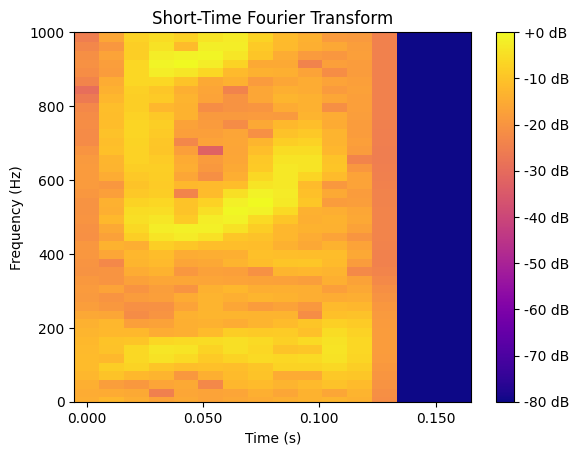 Short-Time Fourier Transform
1000
800
600
400
200
0
Frequency (Hz)
0.000
0.050
0.100
0.150
Time (s)
+0 dB
-10 dB
-20 dB
-30 dB
-40 dB
-50 dB
-60 dB
-70 dB
-80 dB